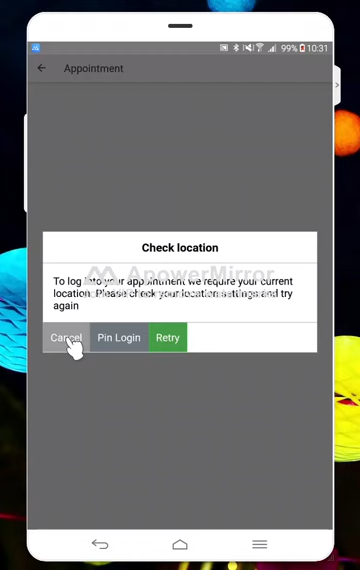 99% 10:31
Appointment
Check location
ApowerMirror
To log into your appointment we require your current
location. Please check your location settings and try
again
Cancel Pin Login Retry